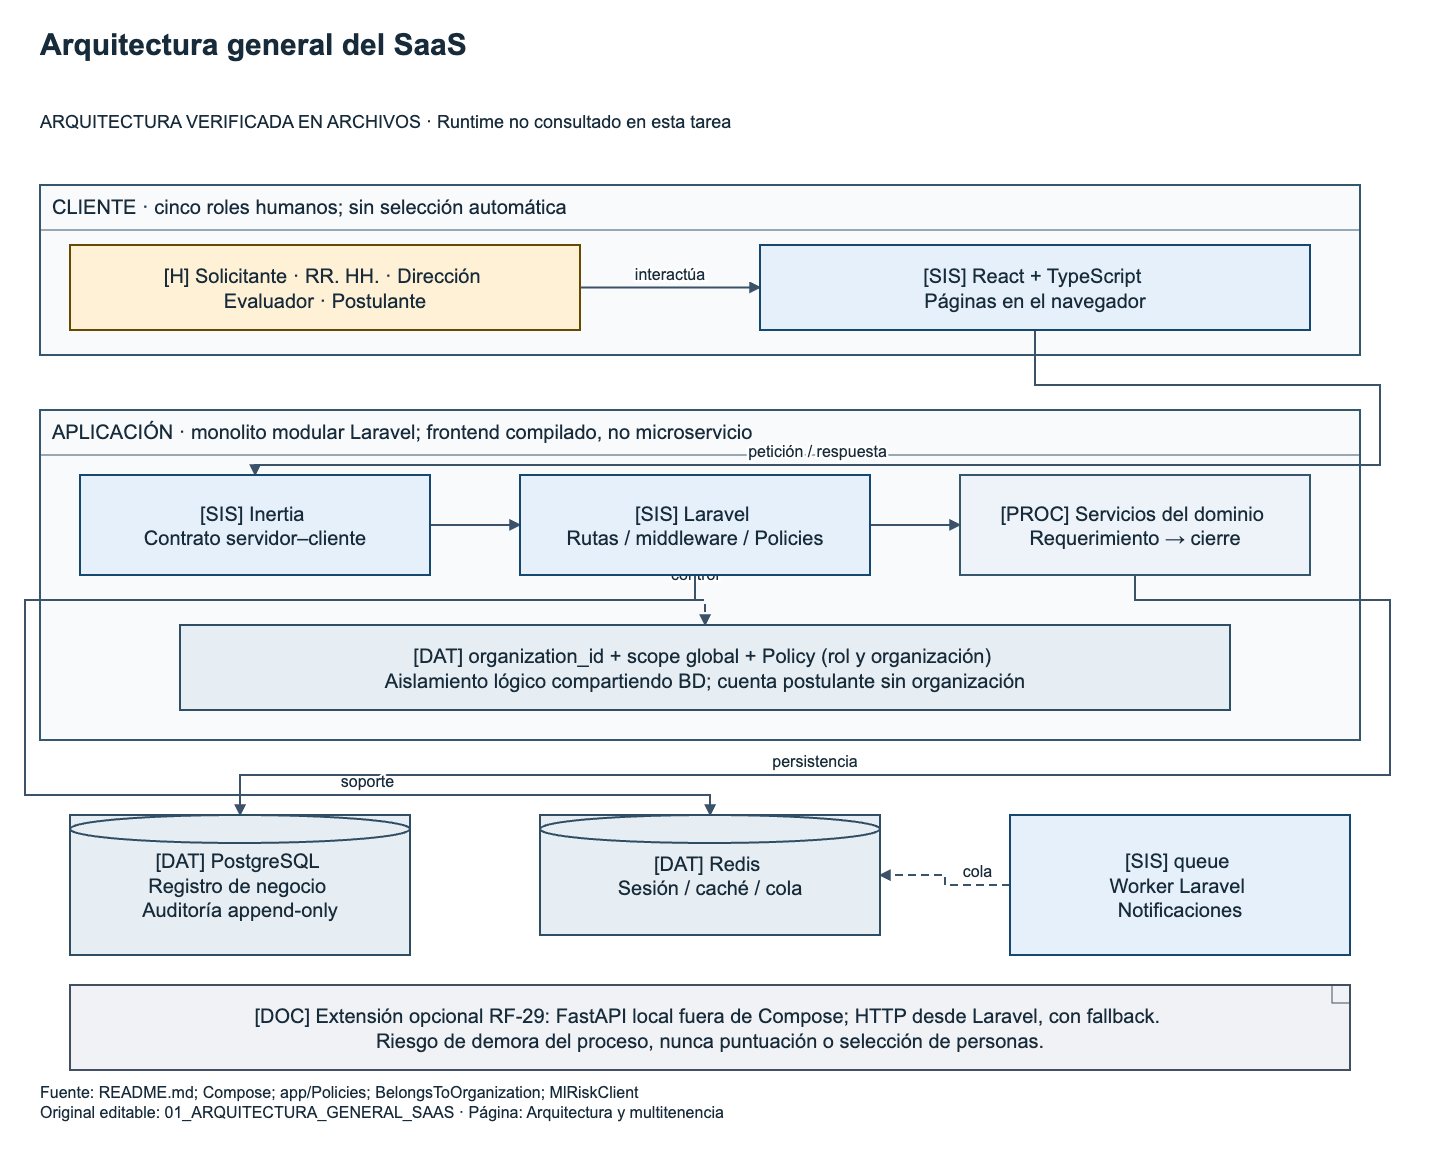 Arquitectura general del SaaS
ARQUITECTURA VERIFICADA EN ARCHIVOS · Runtime no consultado en esta tarea
CLIENTE · cinco roles humanos; sin selección automática
[H] Solicitante · RR. HH. · Dirección
Evaluador · Postulante
interactúa
[SIS] React + TypeScript
Páginas en el navegador
APLICACIÓN · monolito modular Laravel; frontend compilado, no microservicio
petición / respuesta
[SIS] Inertia
Contrato servidor–cliente
[SIS] Laravel
Rutas / middleware / Policies
[PROC] Servicios del dominio
Requerimiento → cierre
control
[DAT] organization_id + scope global + Policy (rol y organización)
Aislamiento lógico compartiendo BD; cuenta postulante sin organización
persistencia
soporte
[DAT] PostgreSQL
Registro de negocio
Auditoría append-only
[DAT] Redis
Sesión / caché / cola
cola
[SIS] queue
Worker Laravel
Notificaciones
[DOC] Extensión opcional RF-29: FastAPI local fuera de Compose; HTTP desde Laravel, con fallback.
Riesgo de demora del proceso, nunca puntuación o selección de personas.
Fuente: README.md; Compose; app/Policies; BelongsToOrganization; MlRiskClient
Original editable: 01_ARQUITECTURA_GENERAL_SAAS · Página: Arquitectura y multitenencia